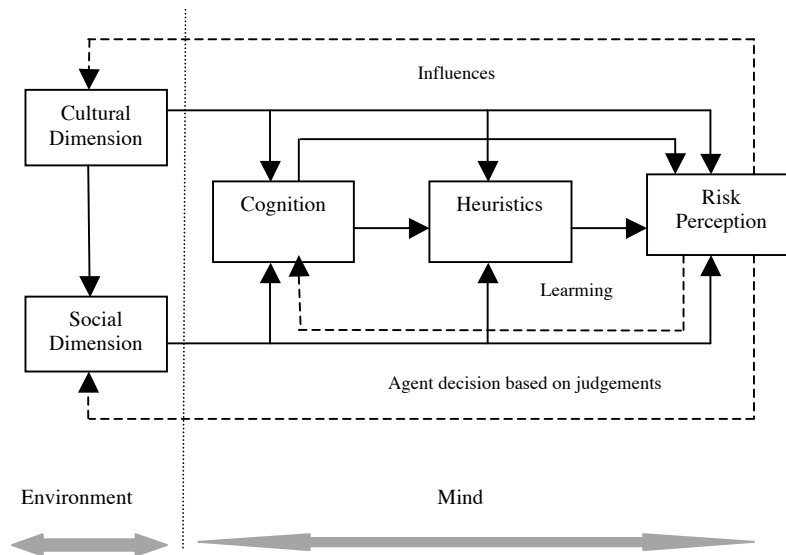 Influences
Cultural
Dimension
Cognition
Heuristics
Risk
Perception
Learning
Social
Dimension
Agent decision based on judgements
Environment
Mind